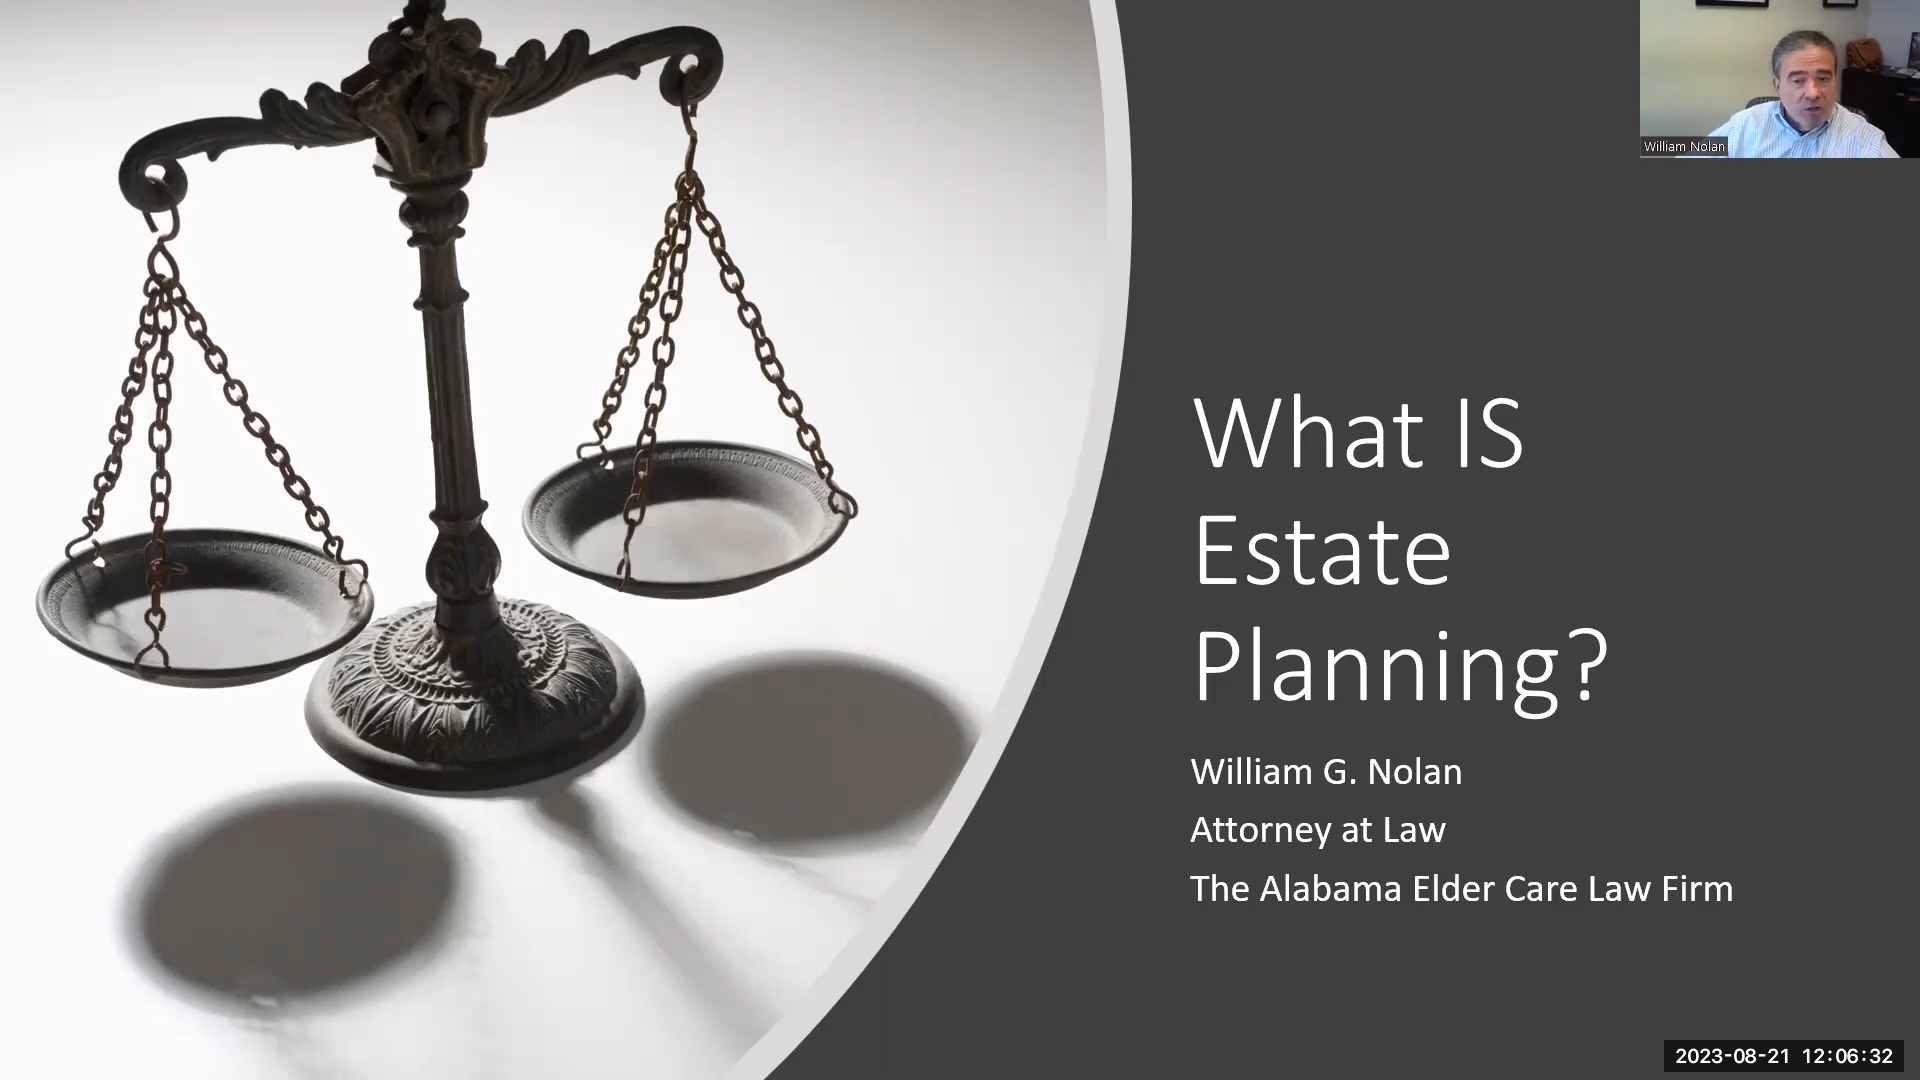 William Nolan
What IS
Estate
Planning?
William G. Nolan
Attorney at Law
The Alabama Elder Care Law Firm
2023-08-21 12:06:32